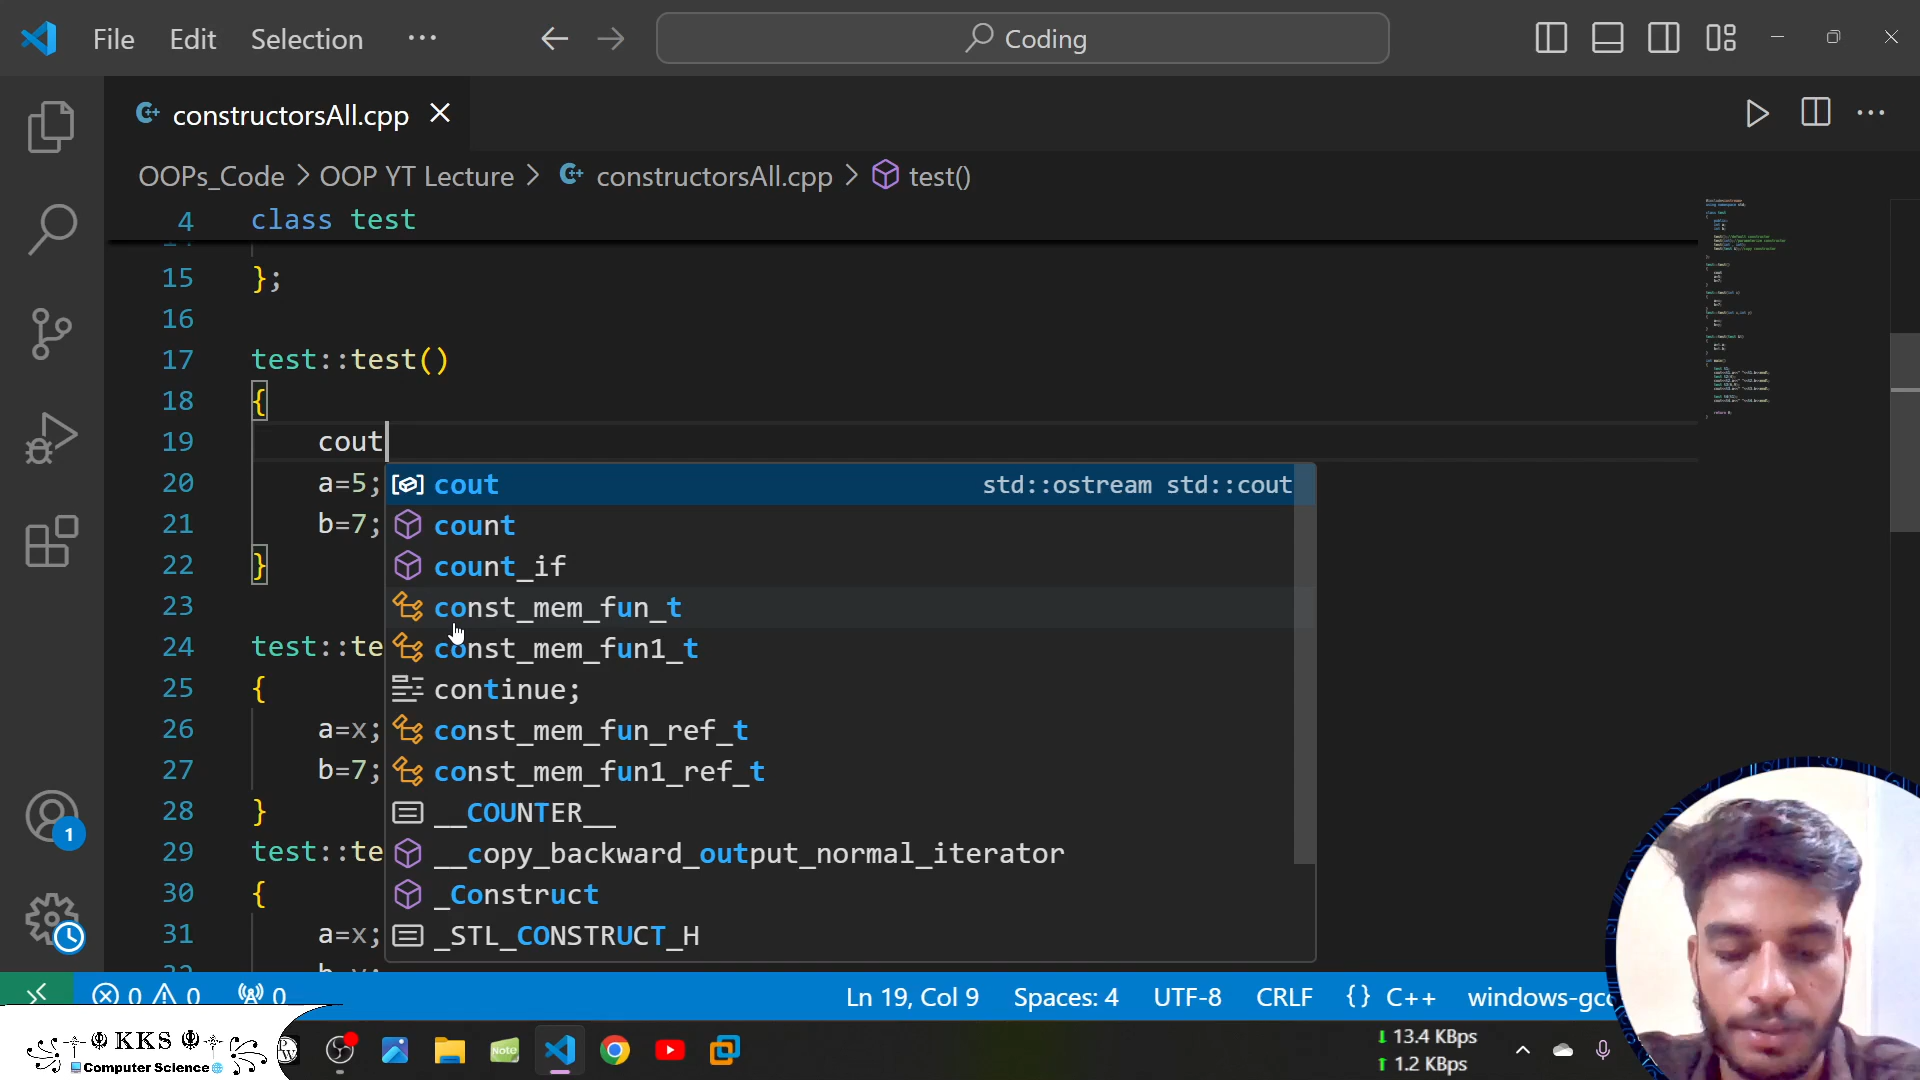 File Edit Selection ··· Coding
constructorsAll.cpp
OOPs_Code > OOP YT Lecture > constructorsAll.cpp > test()
4 class test
15 };
16
17 test::test()
18 {
19 cout
20 a=5;
21 b=7;
22 }
23
24 test::te
25 {
26 a=x;
27 b=7;
28 }
29 test::te
30 {
31 a=x;
cout std::ostream std::cout
count
count_if
const_mem_fun_t
const_mem_fun1_t
continue;
const_mem_fun_ref_t
const_mem_fun1_ref_t
__COUNTER__
__copy_backward_output_normal_iterator
_Construct
_STL_CONSTRUCT_H
1
0 0 0 Ln 19, Col 9 Spaces: 4 UTF-8 CRLF {} C++ windows-gcc
KKS
Computer Science
Note
13.4 KBps
1.2 KBps